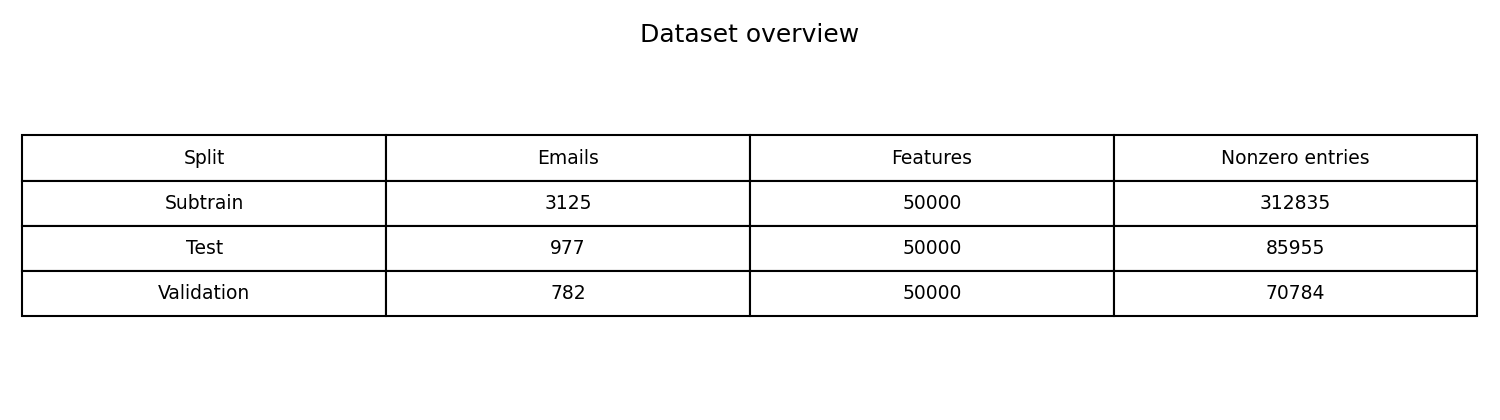 Dataset overview
Split Emails Features Nonzero entries
Subtrain 3125 50000 312835
Test 977 50000 85955
Validation 782 50000 70784